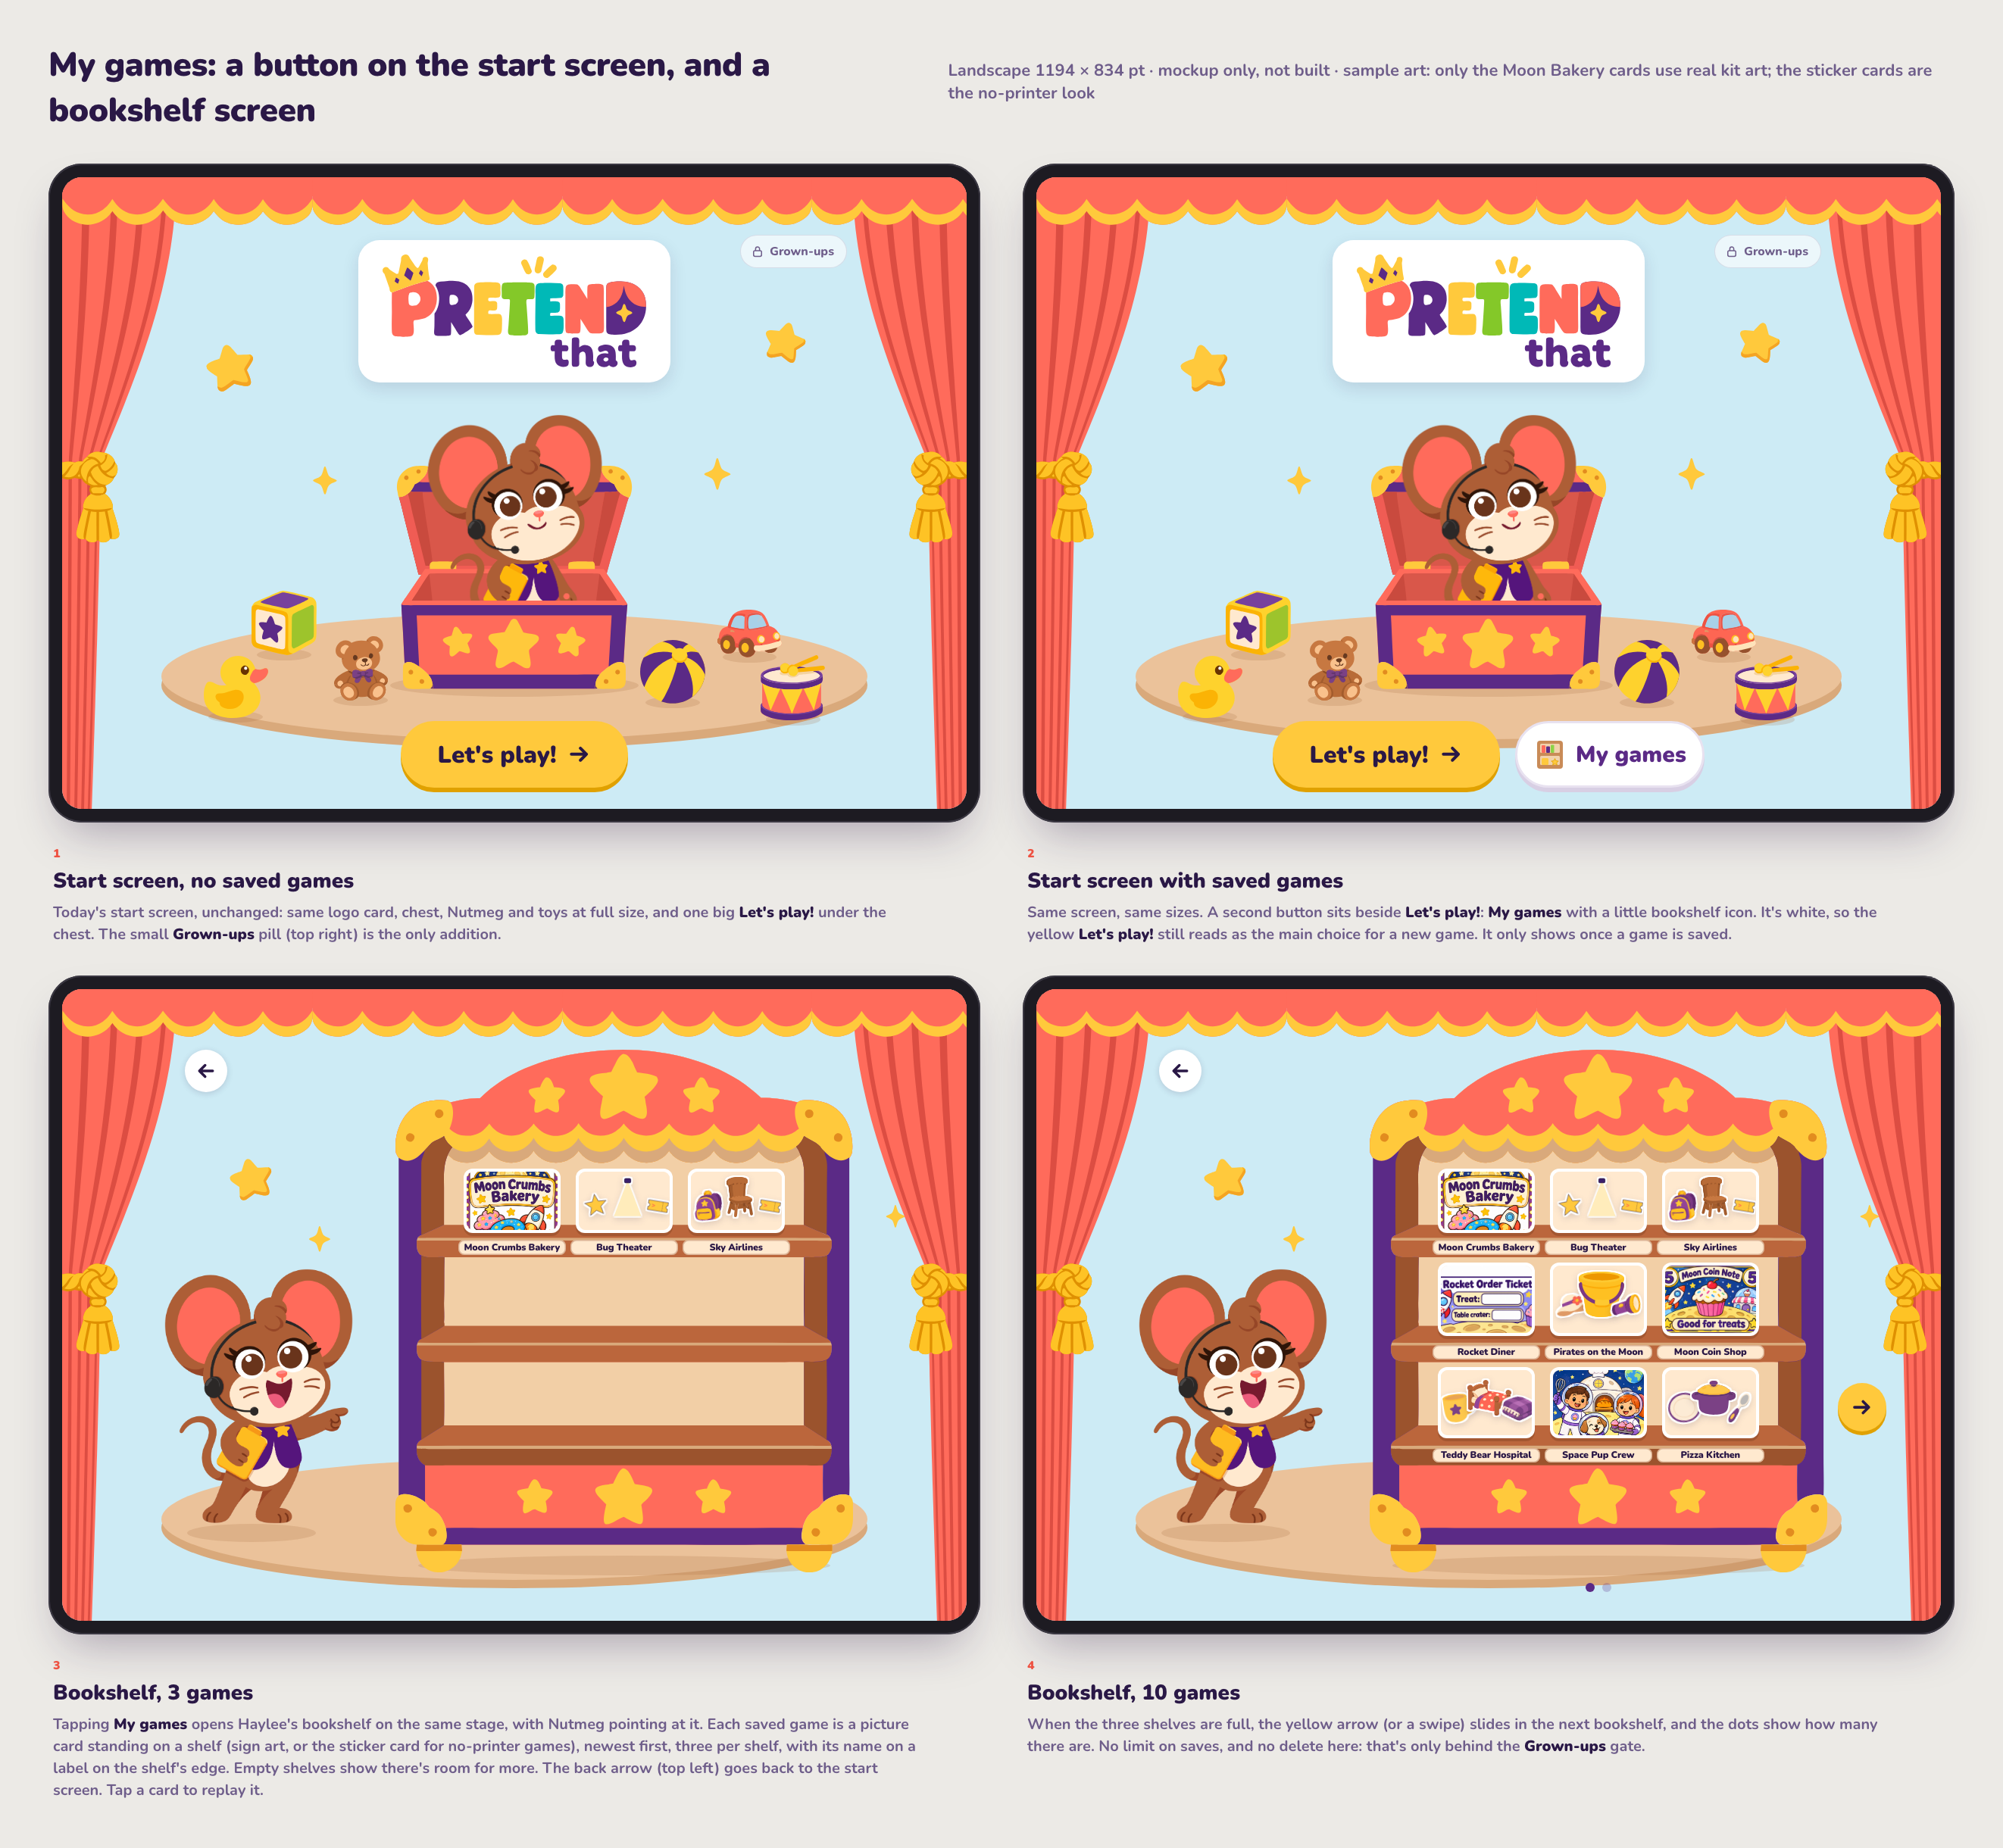 My games: a button on the start screen, and a
bookshelf screen
Landscape 1194 × 834 pt · mockup only, not built · sample art: only the Moon Bakery cards use real kit art; the sticker cards are
the no-printer look
Grown-ups
PRETEND
that
Let's play! →
Grown-ups
PRETEND
that
Let's play! →
My games
1
Start screen, no saved games
Today's start screen, unchanged: same logo card, chest, Nutmeg and toys at full size, and one big Let's play! under the
chest. The small Grown-ups pill (top right) is the only addition.
2
Start screen with saved games
Same screen, same sizes. A second button sits beside Let's play!: My games with a little bookshelf icon. It's white, so the
yellow Let's play! still reads as the main choice for a new game. It only shows once a game is saved.
←
Moon Crumbs
Bakery
Moon Crumbs Bakery
Bug Theater
Sky Airlines
←
Moon Crumbs
Bakery
Moon Crumbs Bakery
Bug Theater
Sky Airlines
Rocket Order Ticket
Treat:
Table crater:
5 Moon Coin Note 5
Good for treats
Rocket Diner
Pirates on the Moon
Moon Coin Shop
Teddy Bear Hospital
Space Pup Crew
Pizza Kitchen
→
3
Bookshelf, 3 games
Tapping My games opens Haylee's bookshelf on the same stage, with Nutmeg pointing at it. Each saved game is a picture
card standing on a shelf (sign art, or the sticker card for no-printer games), newest first, three per shelf, with its name on a
label on the shelf's edge. Empty shelves show there's room for more. The back arrow (top left) goes back to the start
screen. Tap a card to replay it.
4
Bookshelf, 10 games
When the three shelves are full, the yellow arrow (or a swipe) slides in the next bookshelf, and the dots show how many
there are. No limit on saves, and no delete here: that's only behind the Grown-ups gate.